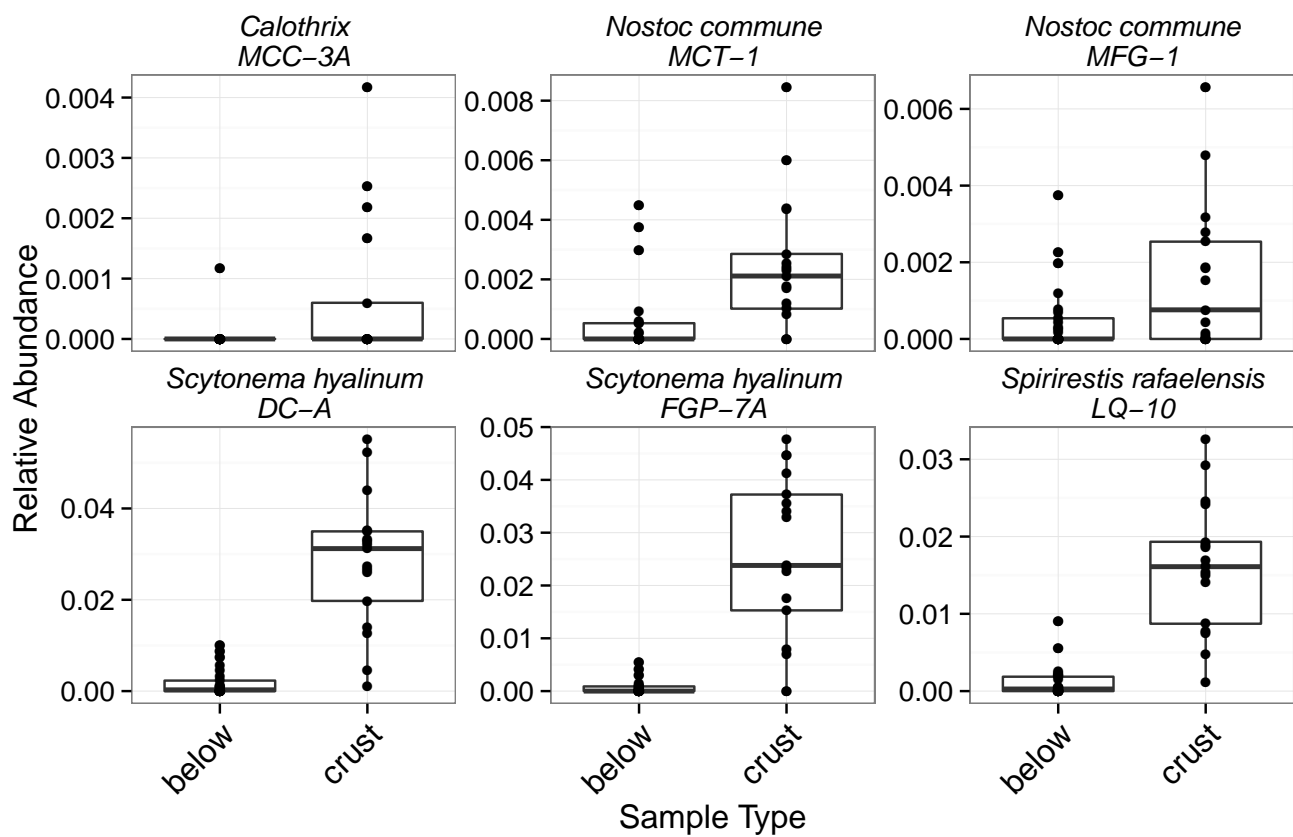 Calothrix
MCC−3A
Nostoc commune
MCT−1
Nostoc commune
MFG−1
0.004
0.003
0.002
0.001
0.000
0.008
0.006
0.004
0.002
0.000
0.006
0.004
0.002
0.000
Relative Abundance
Scytonema hyalinum
DC−A
Scytonema hyalinum
FGP−7A
Spirirestis rafaelensis
LQ−10
0.04
0.02
0.00
0.05
0.04
0.03
0.02
0.01
0.00
0.03
0.02
0.01
0.00
below
crust
below
crust
below
crust
Sample Type